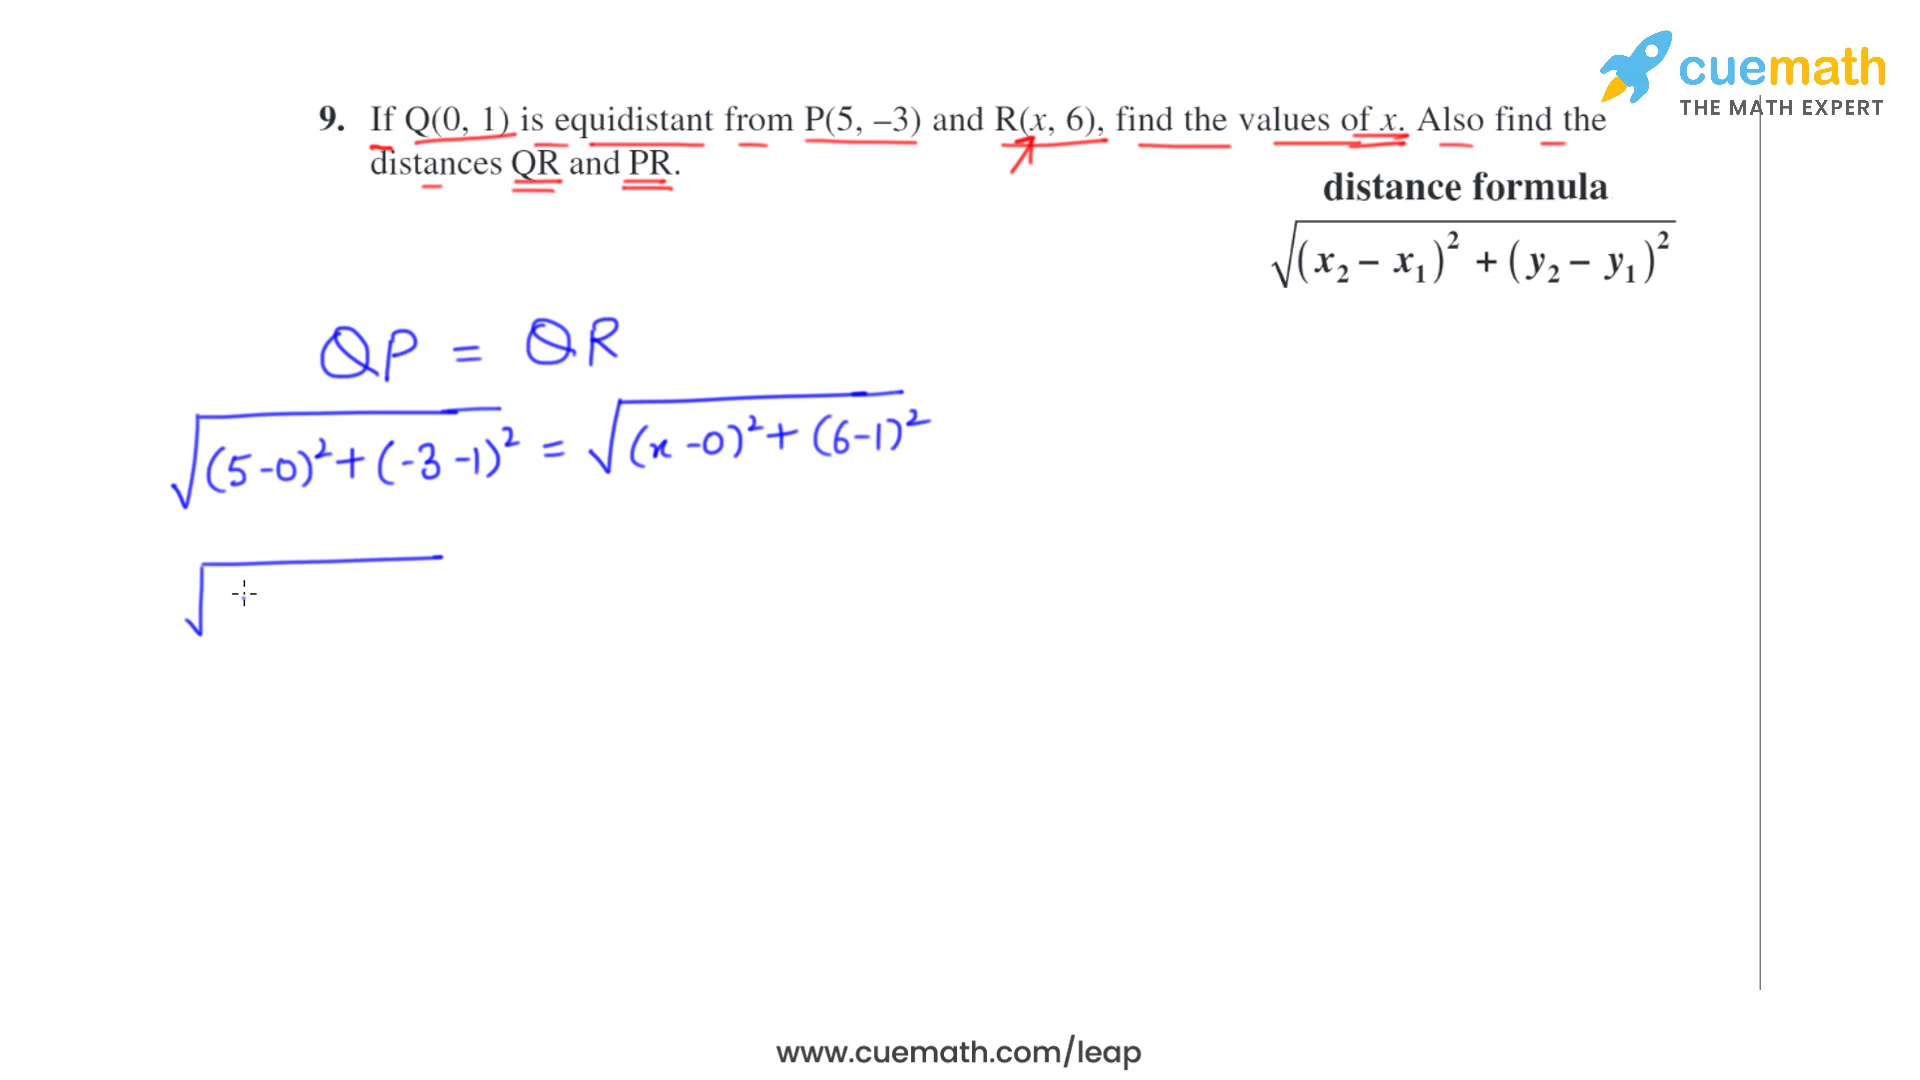 cuemath
THE MATH EXPERT
9. If Q(0, 1) is equidistant from P(5, –3) and R(x, 6), find the values of x. Also find the
distances QR and PR.
distance formula
√(x₂ – x₁)² + (y₂ – y₁)²
QP = QR
√(5-0)² + (-3-1)² = √(x-0)² + (6-1)²
√
www.cuemath.com/leap